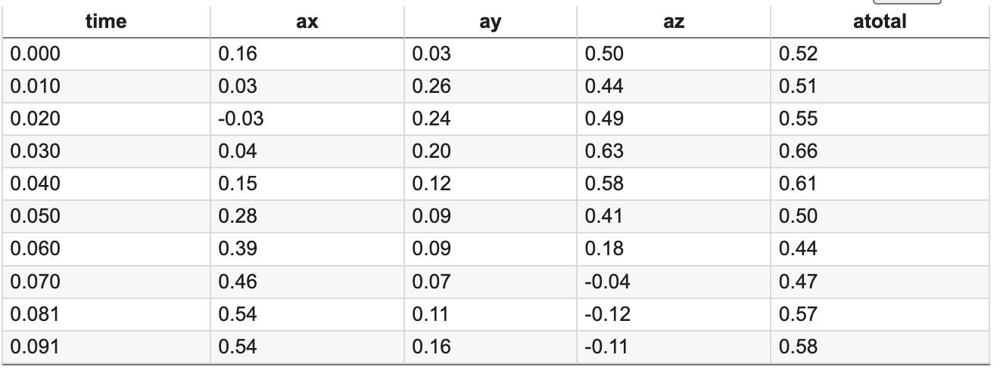 time ax ay az atotal
0.000 0.16 0.03 0.50 0.52
0.010 0.03 0.26 0.44 0.51
0.020 -0.03 0.24 0.49 0.55
0.030 0.04 0.20 0.63 0.66
0.040 0.15 0.12 0.58 0.61
0.050 0.28 0.09 0.41 0.50
0.060 0.39 0.09 0.18 0.44
0.070 0.46 0.07 -0.04 0.47
0.081 0.54 0.11 -0.12 0.57
0.091 0.54 0.16 -0.11 0.58